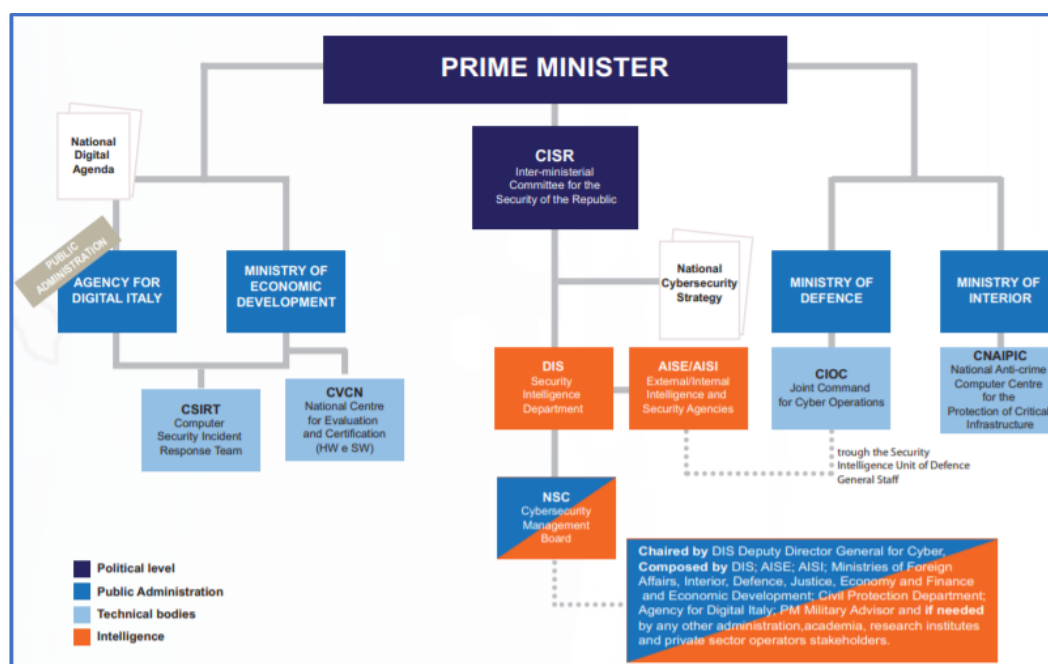 PRIME MINISTER
National
Digital
Agenda
CISR
Inter-ministerial
Committee for the
Security of the Republic
PUBLIC
ADMINISTRATION
AGENCY FOR
DIGITAL ITALY
MINISTRY OF
ECONOMIC
DEVELOPMENT
National
Cybersecurity
Strategy
MINISTRY OF
DEFENCE
MINISTRY OF
INTERIOR
CSIRT
Computer
Security Incident
Response Team
CVCN
National Centre
for Evaluation
and Certification
(HW e SW)
DIS
Security
Intelligence
Department
AISE/AISI
External/Internal
Intelligence and
Security Agencies
CIOC
Joint Command
for Cyber Operations
CNAIPIC
National Anti-crime
Computer Centre
for the
Protection of Critical
Infrastructure
trough the Security
Intelligence Unit of Defence
General Staff
NSC
Cybersecurity
Management
Board
Chaired by DIS Deputy Director General for Cyber,
Composed by DIS; AISE; AISI; Ministries of Foreign
Affairs, Interior, Defence, Justice, Economy and Finance
and Economic Development; Civil Protection Department;
Agency for Digital Italy; PM Military Advisor and if needed
by any other administration,academia, research institutes
and private sector operators stakeholders.
Political level
Public Administration
Technical bodies
Intelligence